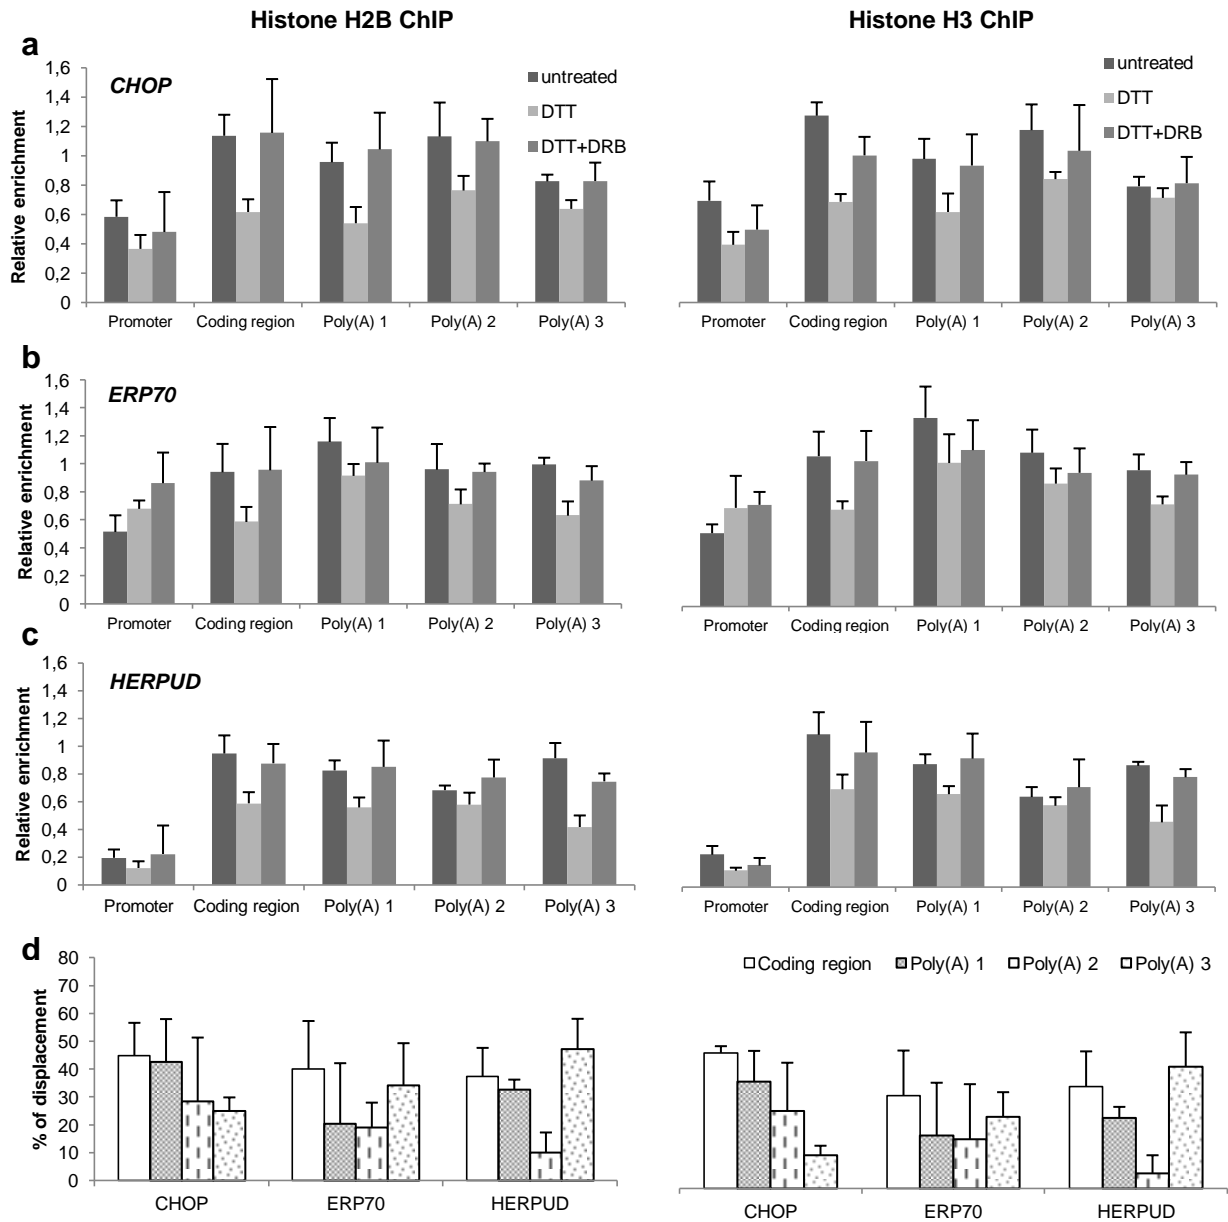 Histone H2B ChIP
Histone H3 ChIP
a
CHOP
Relative enrichment
1,6
1,4
1,2
1
0,8
0,6
0,4
0,2
0
untreated
DTT
DTT+DRB
Promoter Coding region Poly(A) 1 Poly(A) 2 Poly(A) 3
untreated
DTT
DTT+DRB
Promoter Coding region Poly(A) 1 Poly(A) 2 Poly(A) 3
b
ERP70
Relative enrichment
1,6
1,4
1,2
1
0,8
0,6
0,4
0,2
0
Promoter Coding region Poly(A) 1 Poly(A) 2 Poly(A) 3
Promoter Coding region Poly(A) 1 Poly(A) 2 Poly(A) 3
c
HERPUD
Relative enrichment
1,6
1,4
1,2
1
0,8
0,6
0,4
0,2
0
Promoter Coding region Poly(A) 1 Poly(A) 2 Poly(A) 3
Promoter Coding region Poly(A) 1 Poly(A) 2 Poly(A) 3
d
% of displacement
80
70
60
50
40
30
20
10
0
CHOP ERP70 HERPUD
Coding region Poly(A) 1 Poly(A) 2 Poly(A) 3
CHOP ERP70 HERPUD